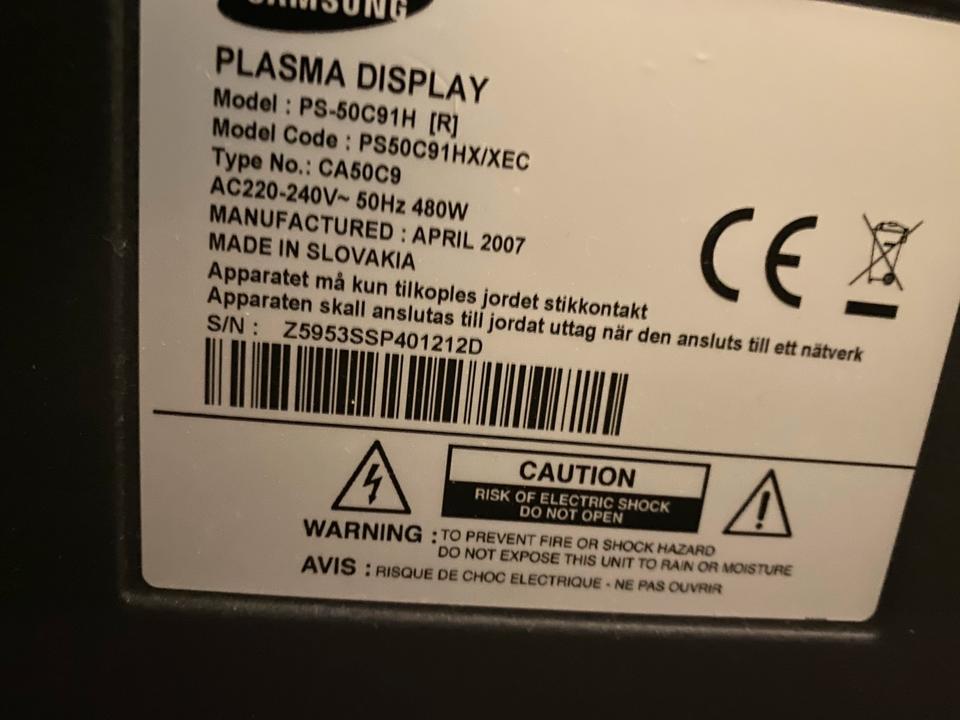 SAMSUNG
PLASMA DISPLAY
Model : PS-50C91H [R]
Model Code : PS50C91HX/XEC
Type No.: CA50C9
AC220-240V~ 50Hz 480W
MANUFACTURED : APRIL 2007
MADE IN SLOVAKIA
Apparatet må kun tilkoples jordet stikkontakt
Apparaten skall anslutas till jordat uttag när den ansluts till ett nätverk
S/N : Z5953SSP401212D
CE
CAUTION
RISK OF ELECTRIC SHOCK
DO NOT OPEN
WARNING : TO PREVENT FIRE OR SHOCK HAZARD
DO NOT EXPOSE THIS UNIT TO RAIN OR MOISTURE
AVIS : RISQUE DE CHOC ELECTRIQUE - NE PAS OUVRIR